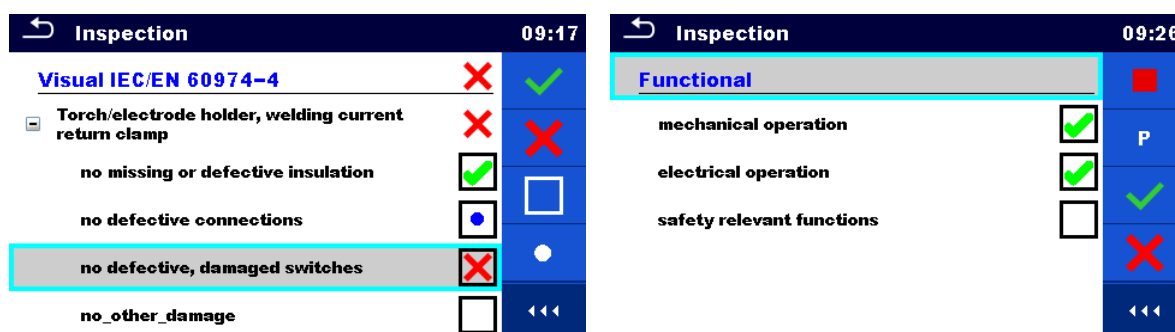 Inspection 09:17
Visual IEC/EN 60974-4
Torch/electrode holder, welding current
return clamp
no missing or defective insulation
no defective connections
no defective, damaged switches
no_other_damage
Inspection 09:26
Functional
mechanical operation
P
electrical operation
safety relevant functions